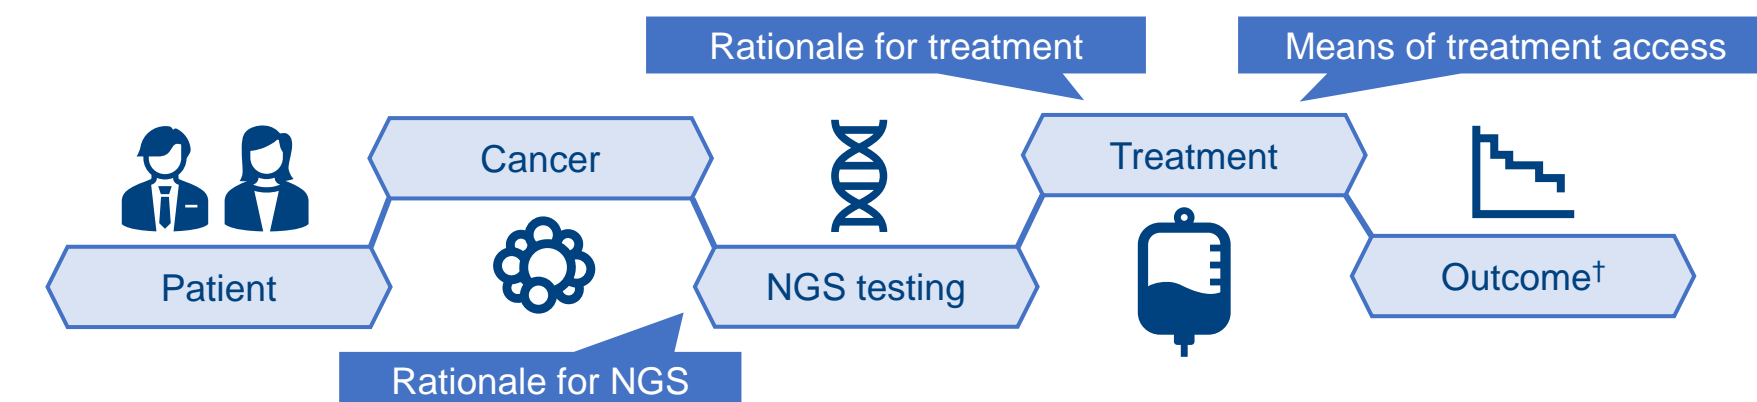 Rationale for treatment
Means of treatment access
Cancer
Treatment
Patient
NGS testing
Outcome†
Rationale for NGS